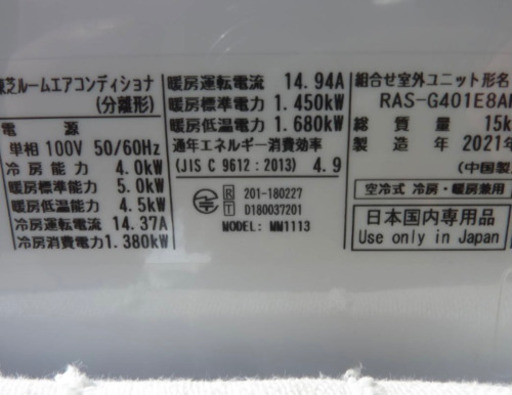 芝ルームエアコンディショナ
(分離形)
電 源
単相 100V 50/60Hz
冷房能力 4.0kW
暖房標準能力 5.0kW
暖房低温能力 4.5kW
冷房運転電流 14.37A
冷房消費電力 1.380kW
暖房運転電流 14.94A
暖房標準電力 1.450kW
暖房低温電力 1.680kW
通年エネルギー消費効率
(JIS C 9612:2013) 4.9
R 201-180227
T D180037201
MODEL: MM1113
組合せ室外ユニット形名
RAS-G401E8A
総質量 15k
製造年 2021
(中国製
空冷式 冷房・暖房兼用
日本国内専用品
Use only in Japan